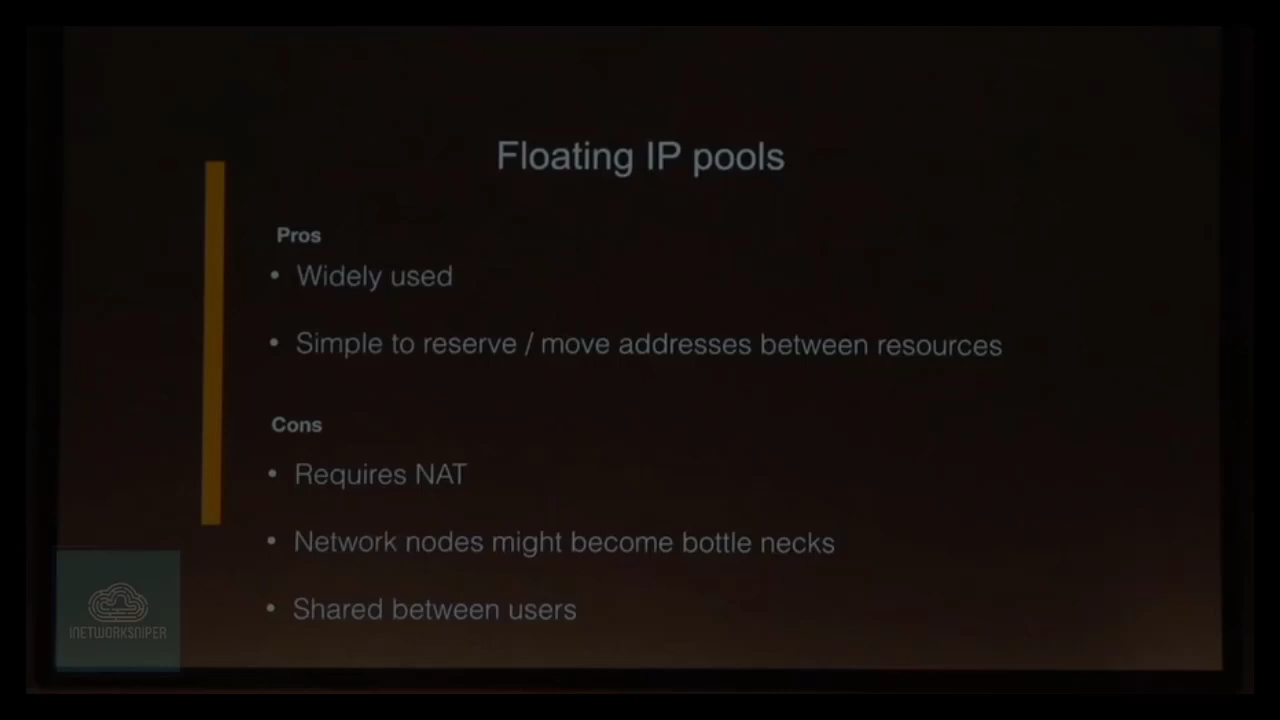 Floating IP pools
Pros
• Widely used
• Simple to reserve / move addresses between resources
Cons
• Requires NAT
• Network nodes might become bottle necks
• Shared between users
INETWORKSNIPER